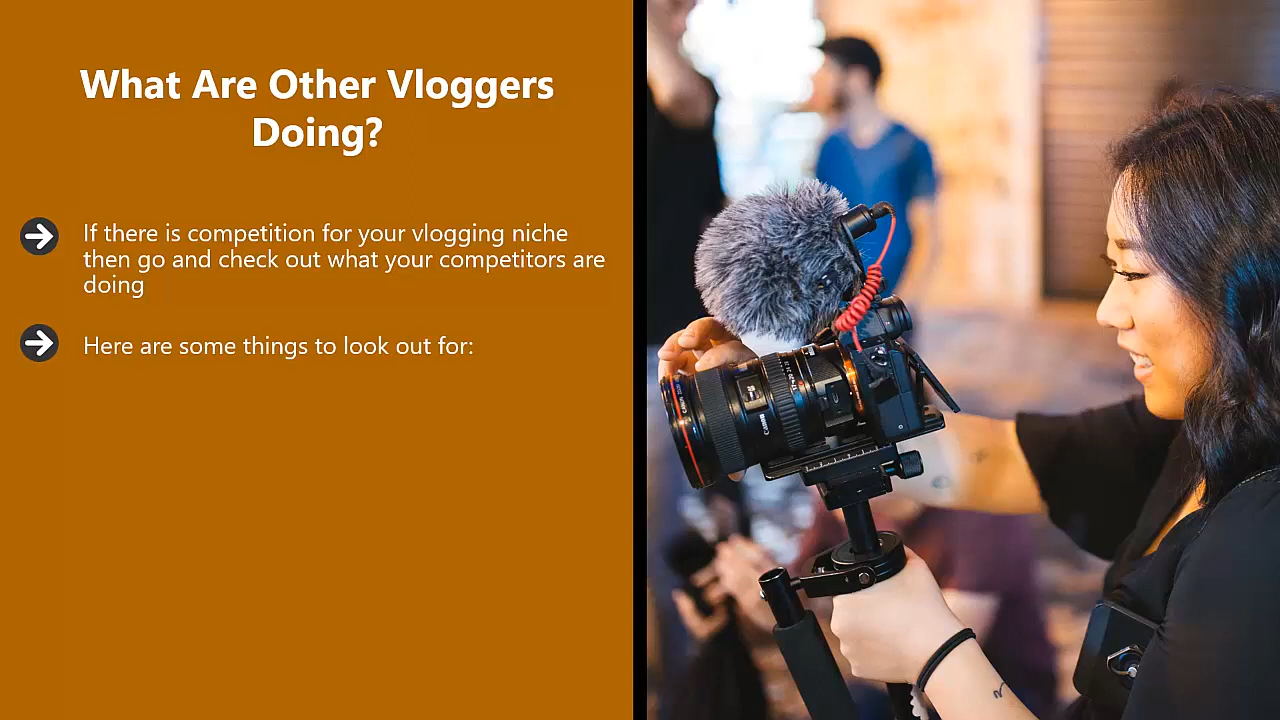 What Are Other Vloggers
Doing?
If there is competition for your vlogging niche
then go and check out what your competitors are
doing
Here are some things to look out for: